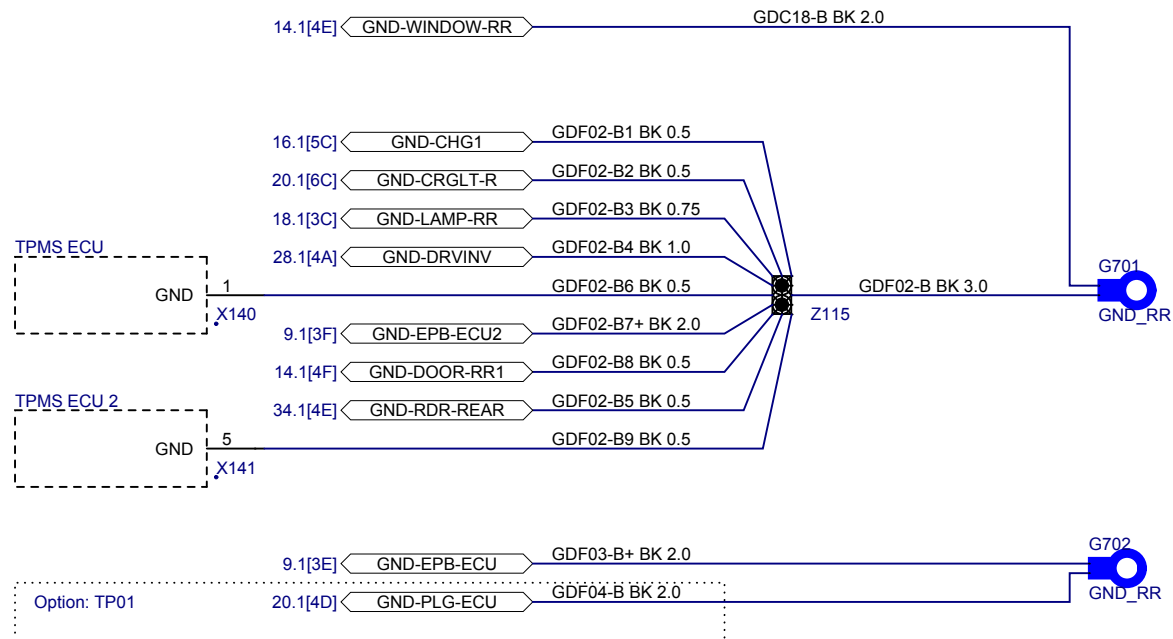 14.1[4E] GND-WINDOW-RR GDC18-B BK 2.0
16.1[5C] GND-CHG1 GDF02-B1 BK 0.5
20.1[6C] GND-CRGLT-R GDF02-B2 BK 0.5
18.1[3C] GND-LAMP-RR GDF02-B3 BK 0.75
TPMS ECU
28.1[4A] GND-DRVINV GDF02-B4 BK 1.0
G701
GND 1 GDF02-B6 BK 0.5 GDF02-B BK 3.0
X140 Z115 GND_RR
9.1[3F] GND-EPB-ECU2 GDF02-B7+ BK 2.0
14.1[4F] GND-DOOR-RR1 GDF02-B8 BK 0.5
TPMS ECU 2
34.1[4E] GND-RDR-REAR GDF02-B5 BK 0.5
GND 5 GDF02-B9 BK 0.5
X141
G702
9.1[3E] GND-EPB-ECU GDF03-B+ BK 2.0
GND_RR
Option: TP01 20.1[4D] GND-PLG-ECU GDF04-B BK 2.0